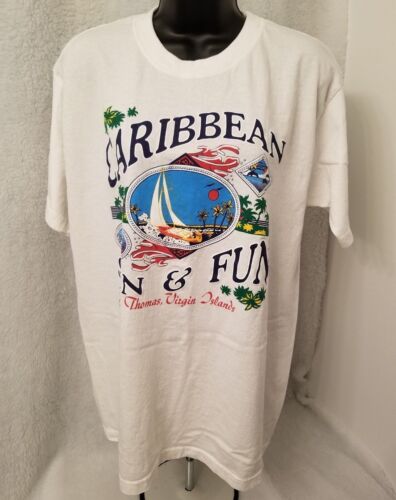 CARIBBEAN
& FUN
Thomas, Virgin Islands